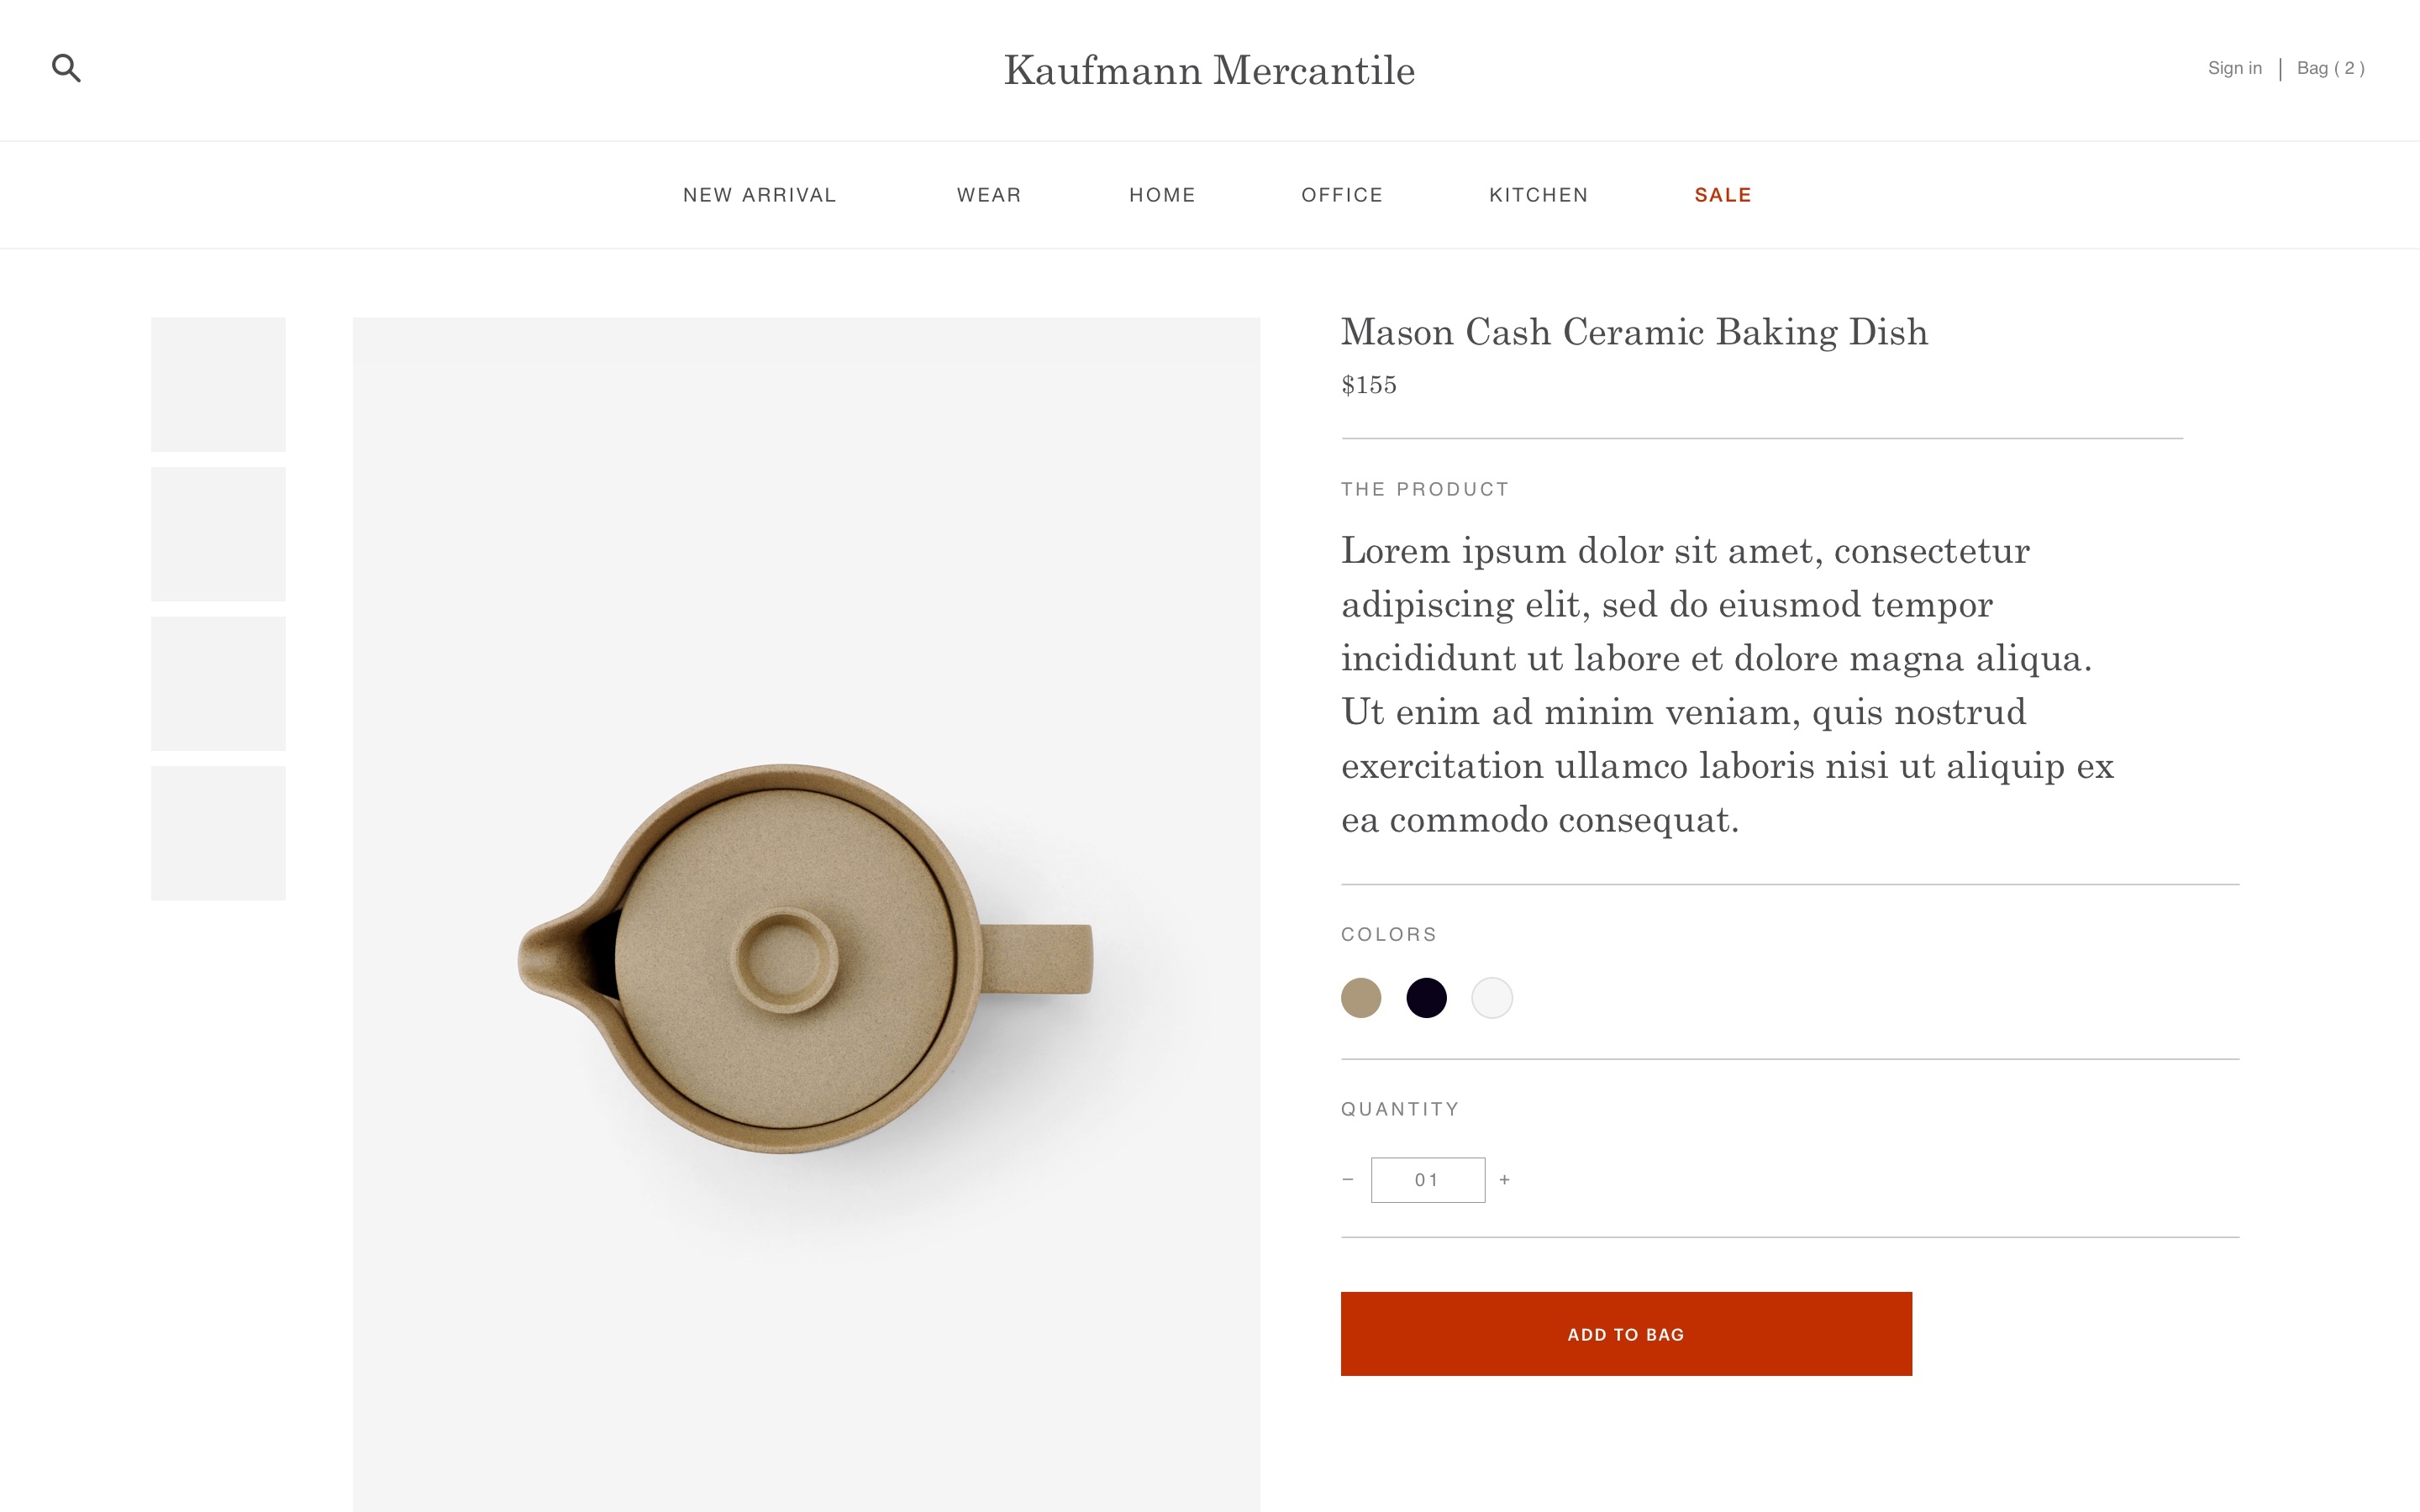 Kaufmann Mercantile
Sign in | Bag ( 2 )
NEW ARRIVAL WEAR HOME OFFICE KITCHEN SALE
Mason Cash Ceramic Baking Dish
$155
THE PRODUCT
Lorem ipsum dolor sit amet, consectetur
adipiscing elit, sed do eiusmod tempor
incididunt ut labore et dolore magna aliqua.
Ut enim ad minim veniam, quis nostrud
exercitation ullamco laboris nisi ut aliquip ex
ea commodo consequat.
COLORS
QUANTITY
− 01 +
ADD TO BAG